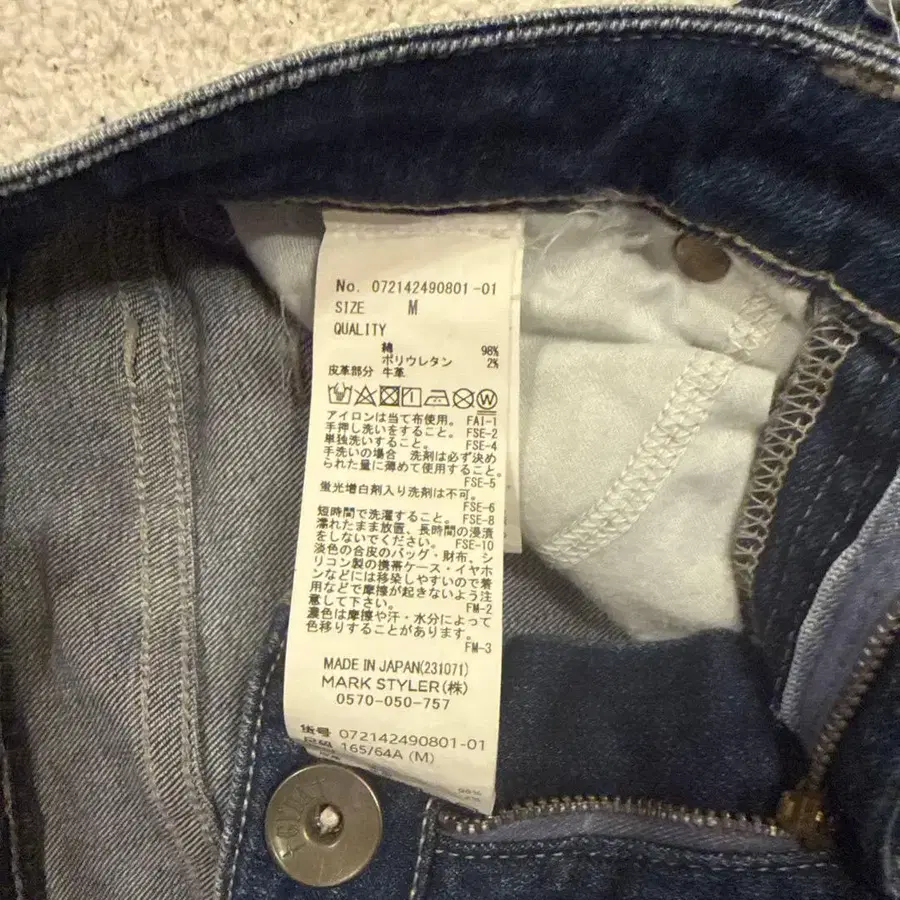 No. 072142490801-01
SIZE M
QUALITY
綿 98%
ポリウレタン 2%
皮革部分 牛革
アイロンは当て布使用。 FAI-1
手押し洗いをすること。 FSE-2
単独洗いすること。 FSE-4
手洗いの場合 洗剤は必ず決め
られた量に薄めて使用すること。
FSE-5
蛍光増白剤入り洗剤は不可。
FSE-6
短時間で洗濯すること。 FSE-8
濡れたまま放置、長時間の浸漬
をしないでください。 FSE-10
淡色の合皮のバッグ・財布、シ
リコン製の携帯ケース・イヤホ
ンなどには移染しやすいので着
用などで摩擦が起きないよう注
意して下さい。 FM-2
濃色は摩擦や汗・水分によって
色移りすることがあります。
FM-3
MADE IN JAPAN(231071)
MARK STYLER(株)
0570-050-757
货号 072142490801-01
165/64A (M)